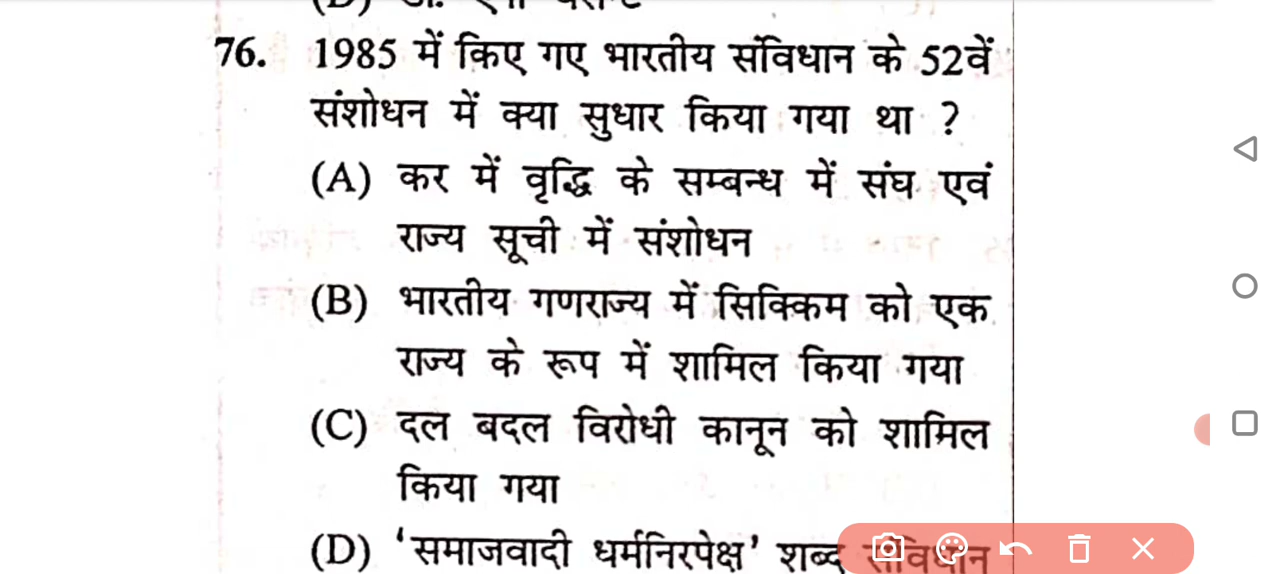 76. 1985 में किए गए भारतीय संविधान के 52वें
संशोधन में क्या सुधार किया गया था ?
(A) कर में वृद्धि के सम्बन्ध में संघ एवं
राज्य सूची में संशोधन
(B) भारतीय गणराज्य में सिक्किम को एक
राज्य के रूप में शामिल किया गया
(C) दल बदल विरोधी कानून को शामिल
किया गया
(D) ‘समाजवादी धर्मनिरपेक्ष’ शब्द संविधान